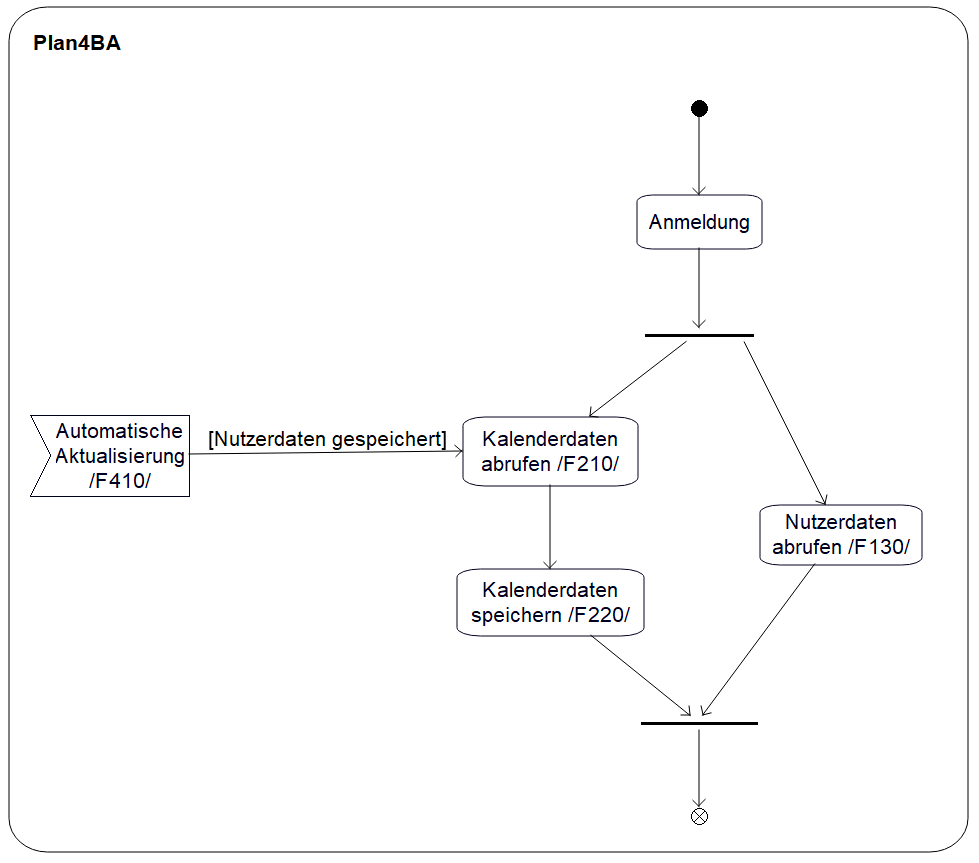 Plan4BA
Anmeldung
Automatische
Aktualisierung
/F410/
[Nutzerdaten gespeichert]
Kalenderdaten
abrufen /F210/
Nutzerdaten
abrufen /F130/
Kalenderdaten
speichern /F220/